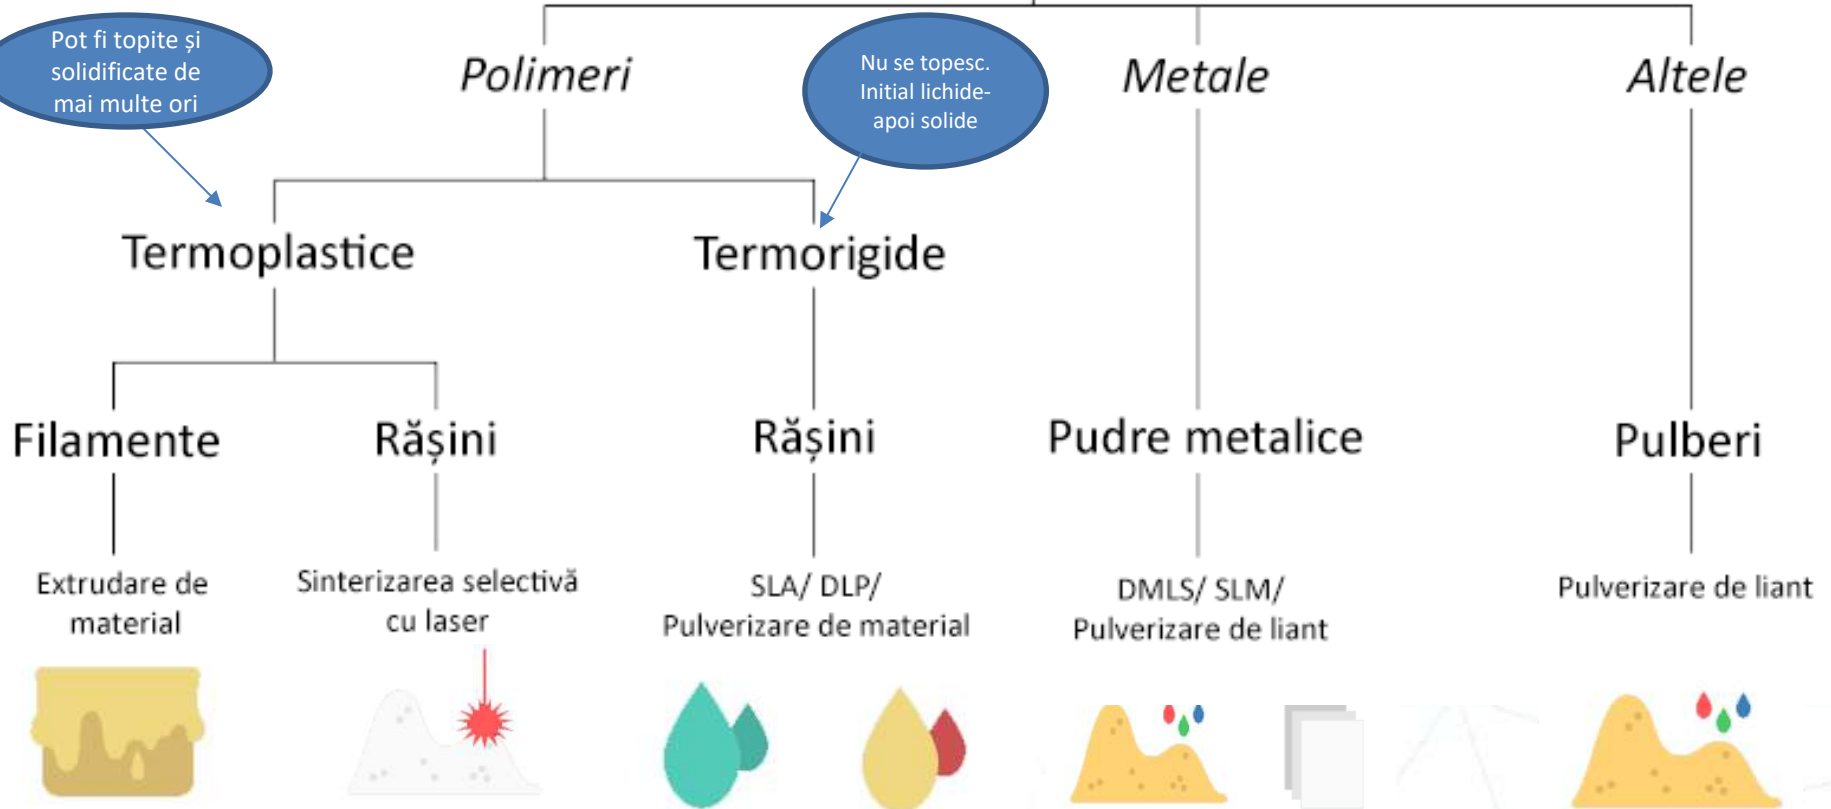 Pot fi topite și
solidificate de
mai multe ori
Polimeri
Nu se topesc.
Initial lichide-
apoi solide
Metale
Altele
Termoplastice
Termorigide
Filamente
Rășini
Rășini
Pudre metalice
Pulberi
Extrudare de
material
Sinterizarea selectivă
cu laser
SLA/ DLP/
Pulverizare de material
DMLS/ SLM/
Pulverizare de liant
Pulverizare de liant